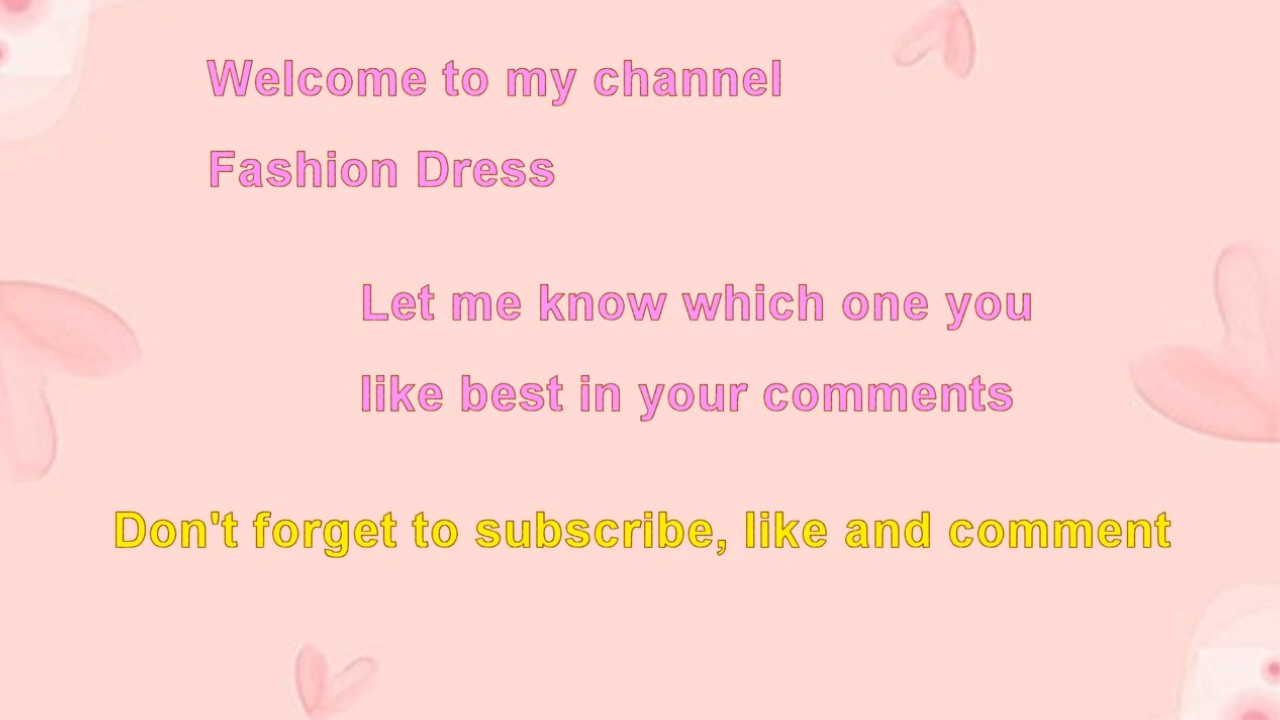 Welcome to my channel
Fashion Dress
Let me know which one you
like best in your comments
Don't forget to subscribe, like and comment